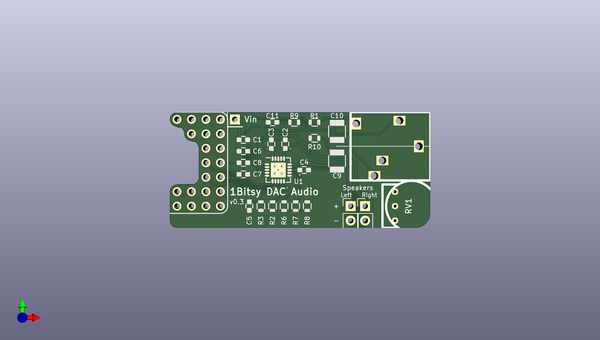 C11 R9 R1 C10
Vin
C1
C3
C2
R10
C6
C8
C4
C7
C9
U1
1Bitsy DAC Audio
Speakers
Left Right
v0.3
+
RV1
-
C5
R3
R2
R6
R7
R8